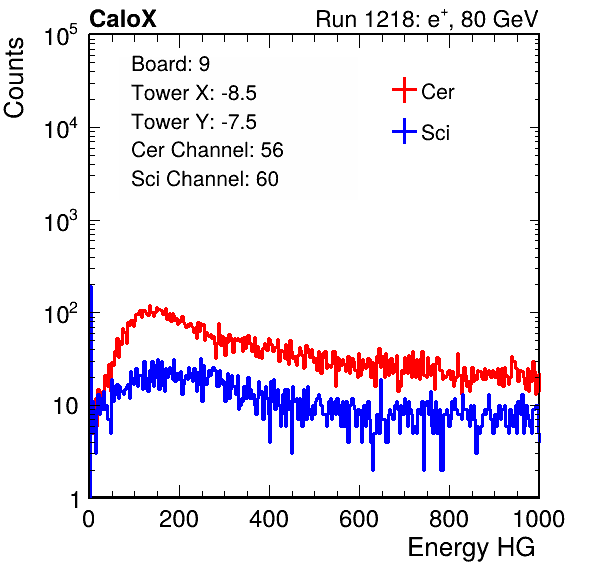 CaloX
Run 1218: e+, 80 GeV
Counts
10^5
10^4
10^3
10^2
10
1
Board: 9
Tower X: -8.5
Tower Y: -7.5
Cer Channel: 56
Sci Channel: 60
Cer
Sci
0 200 400 600 800 1000
Energy HG